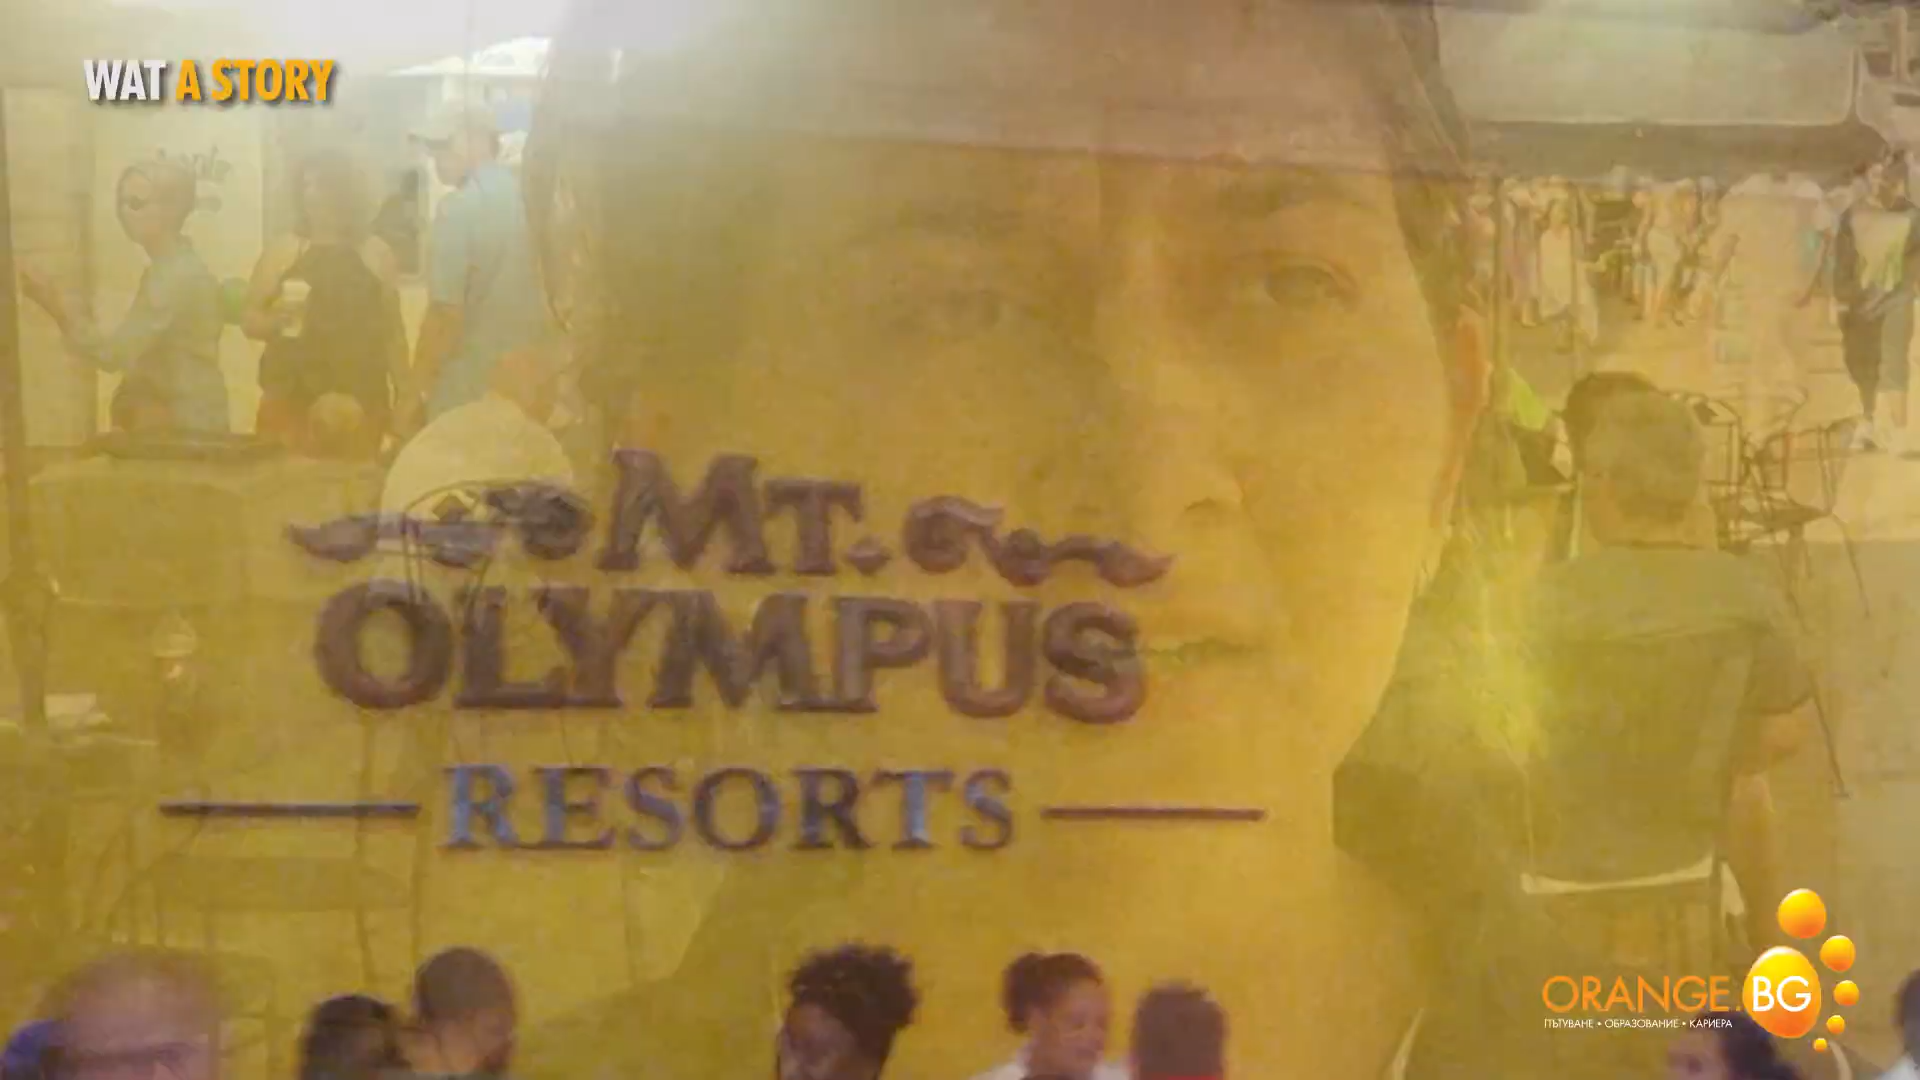 WAT A STORY
MT.
OLYMPUS
RESORTS
ORANGE.BG
ПЪТУВАНЕ • ОБРАЗОВАНИЕ • КАРИЕРА